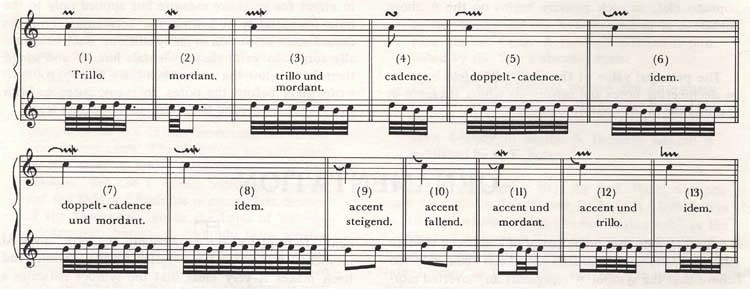 (1) (2) (3) (4) (5) (6)
Trillo. mordant. trillo und mordant. cadence. doppelt-cadence. idem.
(7) (8) (9) (10) (11) (12) (13)
doppelt-cadence und mordant. idem. accent steigend. accent fallend. accent und mordant. accent und trillo. idem.